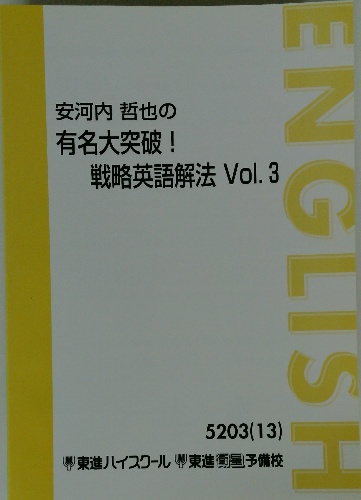 安河内 哲也の
有名大突破！
戦略英語解法 Vol.3
ENGLISH
5203(13)
東進ハイスクール 東進衛星予備校